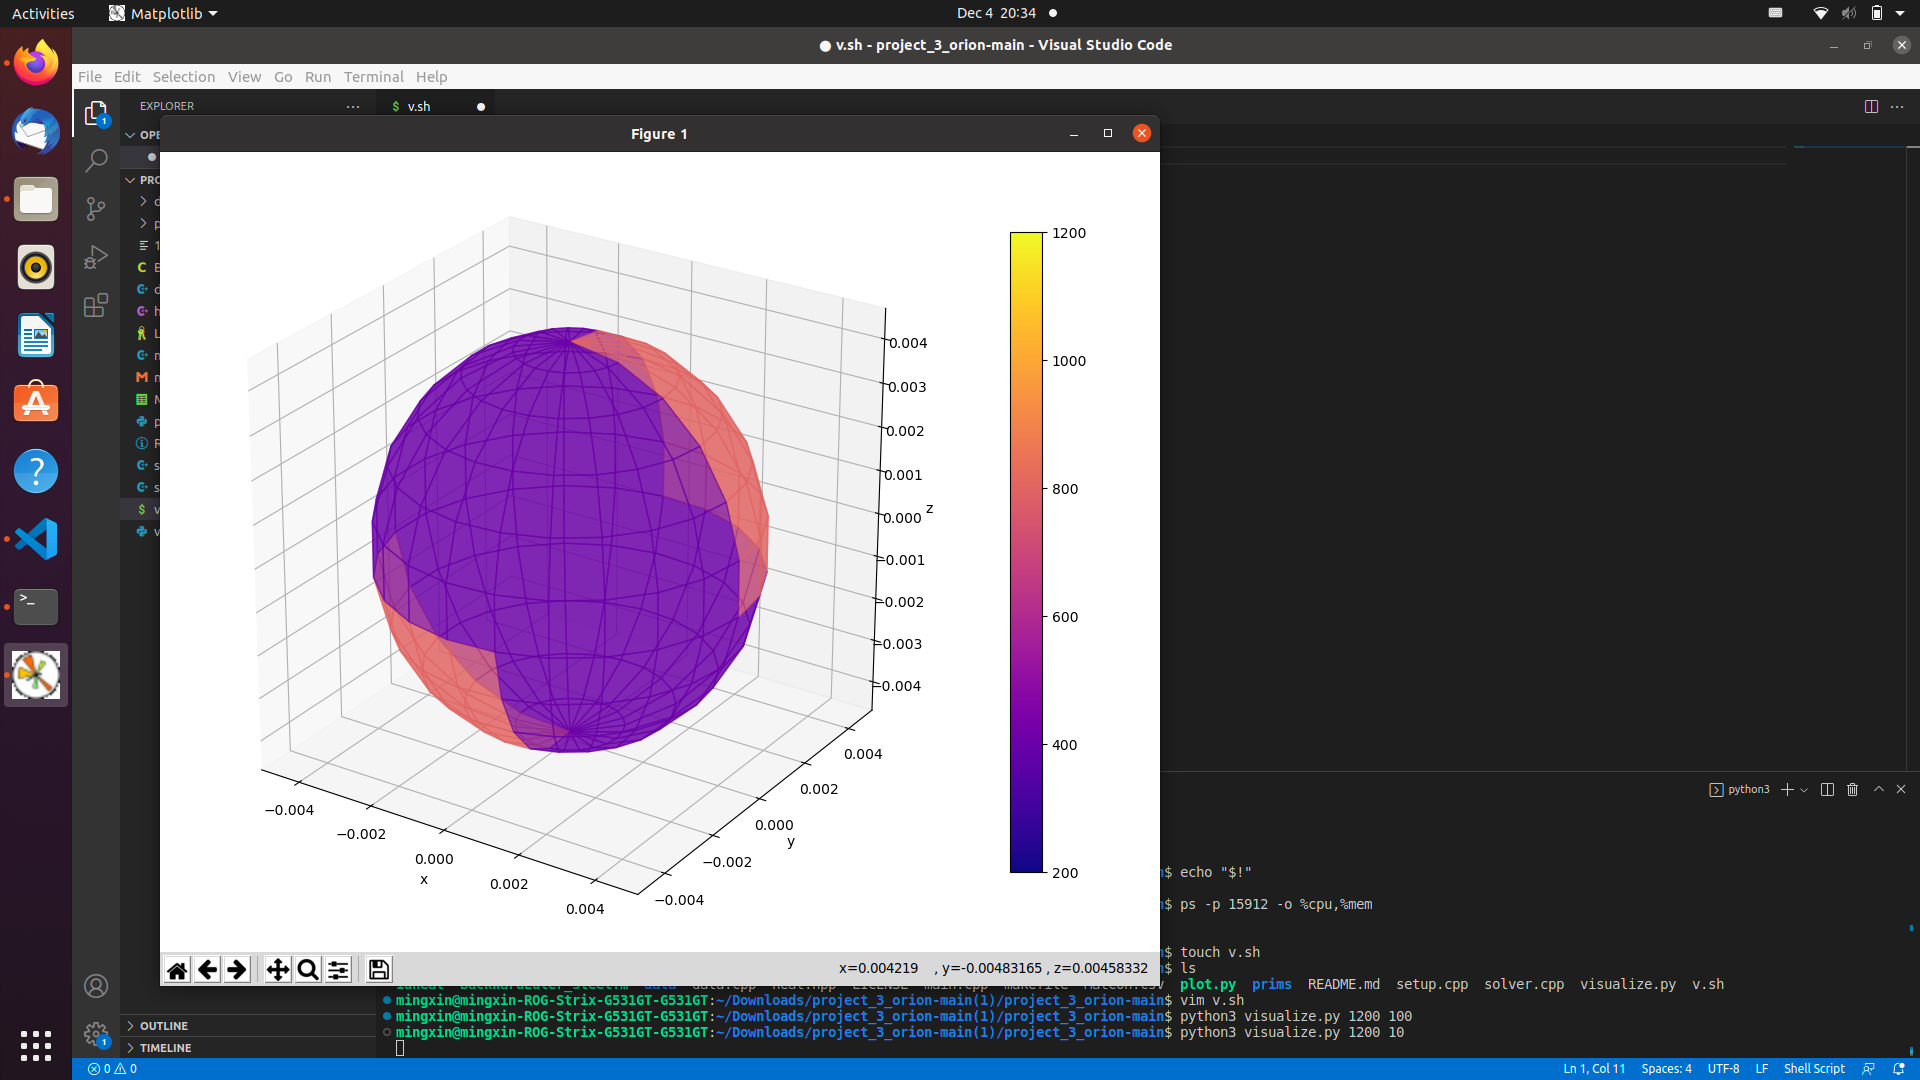 Activities
Matplotlib
Dec 4 20:34
v.sh - project_3_orion-main - Visual Studio Code
File Edit Selection View Go Run Terminal Help
EXPLORER
$ v.sh
Figure 1
1200
1000
800
600
400
200
0.004
0.003
0.002
0.001
0.000
−0.001
−0.002
−0.003
−0.004
z
0.004
0.002
0.000
−0.002
−0.004
y
−0.004
−0.002
0.000
0.002
0.004
x
x=0.004219 , y=-0.00483165 , z=0.00458332
python3
$ echo "$!"
$ ps -p 15912 -o %cpu,%mem
$ touch v.sh
$ ls
plot.py prims README.md setup.cpp solver.cpp visualize.py v.sh
mingxin@mingxin-ROG-Strix-G531GT-G531GT:~/Downloads/project_3_orion-main(1)/project_3_orion-main$ vim v.sh
mingxin@mingxin-ROG-Strix-G531GT-G531GT:~/Downloads/project_3_orion-main(1)/project_3_orion-main$ python3 visualize.py 1200 100
mingxin@mingxin-ROG-Strix-G531GT-G531GT:~/Downloads/project_3_orion-main(1)/project_3_orion-main$ python3 visualize.py 1200 10
OUTLINE
TIMELINE
0 0
Ln 1, Col 11 Spaces: 4 UTF-8 LF Shell Script